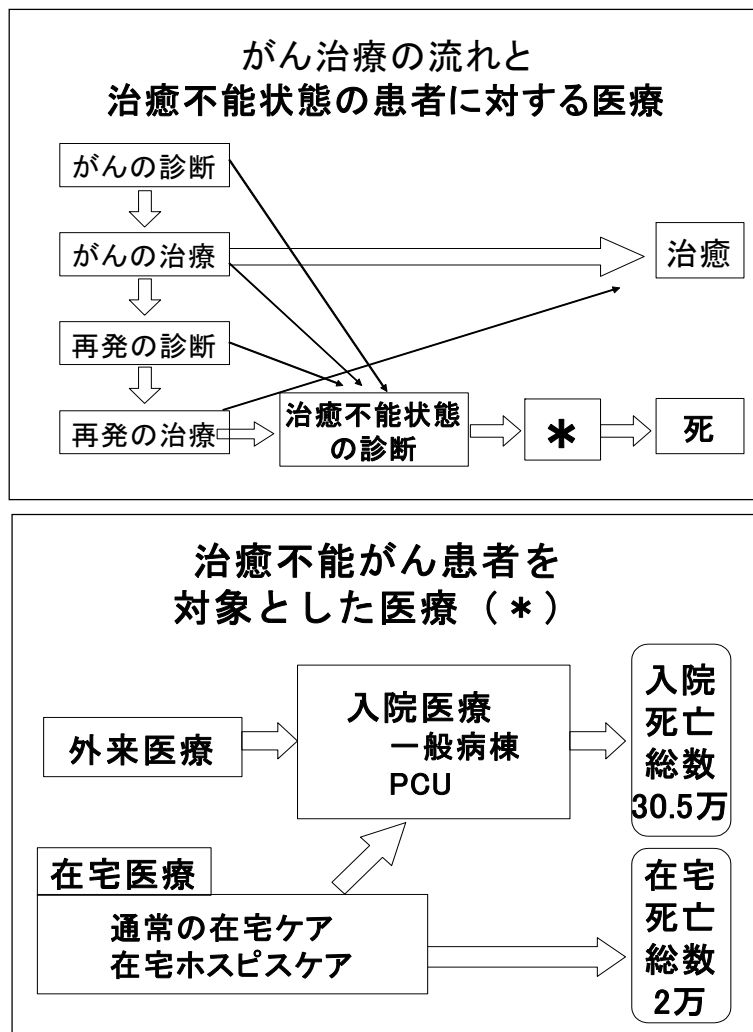 がん治療の流れと
治癒不能状態の患者に対する医療
がんの診断
がんの治療
治癒
再発の診断
再発の治療
治癒不能状態
の診断
*
死
治癒不能がん患者を
対象とした医療（*）
外来医療
入院医療
一般病棟
PCU
入院
死亡
総数
30.5万
在宅医療
通常の在宅ケア
在宅ホスピスケア
在宅
死亡
総数
2万